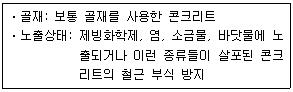 · 골재: 보통 골재를 사용한 콘크리트
· 노출상태: 제빙화학제, 염, 소금물, 바닷물에 노
출되거나 이런 종류들이 살포된 콘크
리트의 철근 부식 방지